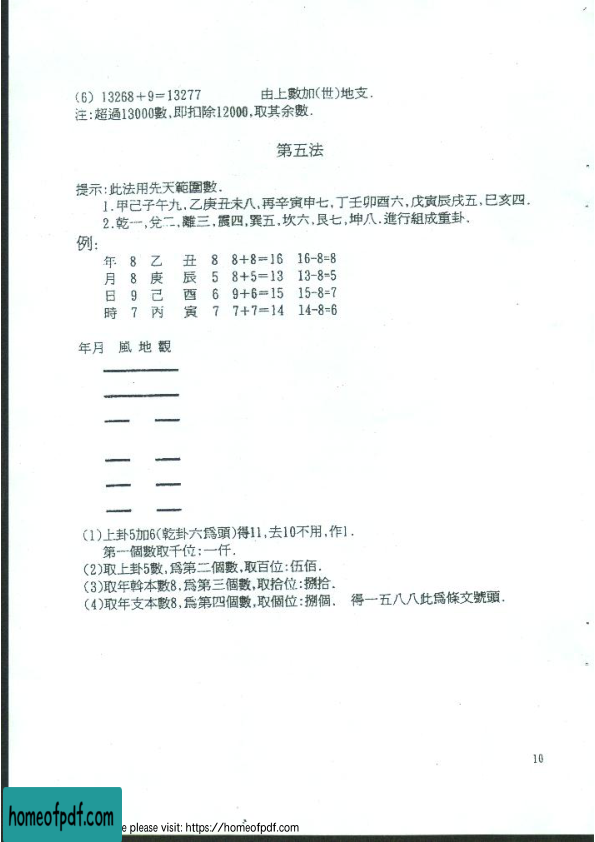 (6) 13268+9=13277 由上數加(世)地支.
注:超過13000數,即扣除12000,取其余數.
第五法
提示:此法用先天範圍數.
1.甲己子午九,乙庚丑未八,再辛寅申七,丁壬卯酉六,戊寅辰戌五,巳亥四.
2.乾一,兌二,離三,震四,巽五,坎六,艮七,坤八.進行組成重卦.
例:
年 8 乙 丑 8 8+8=16 16-8=8
月 8 庚 辰 5 8+5=13 13-8=5
日 9 己 酉 6 9+6=15 15-8=7
時 7 丙 寅 7 7+7=14 14-8=6
年月 風地觀
(1)上卦5加6(乾卦六爲頭)得11,去10不用,作1.
第一個數取千位:一仟.
(2)取上卦5數,爲第二個數,取百位:伍佰.
(3)取年斡本數8,爲第三個數,取拾位:捌拾.
(4)取年支本數8,爲第四個數,取個位:捌個. 得一五八八此爲條文號頭.
10
homeofpdf.com
e please visit: https://homeofpdf.com